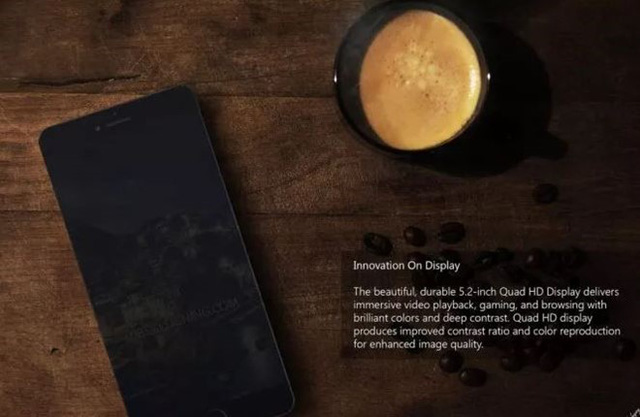 Innovation On Display
The beautiful, durable 5.2-inch Quad HD Display delivers
immersive video playback, gaming, and browsing with
brilliant colors and deep contrast. Quad HD display
produces improved contrast ratio and color reproduction
for enhanced image quality.